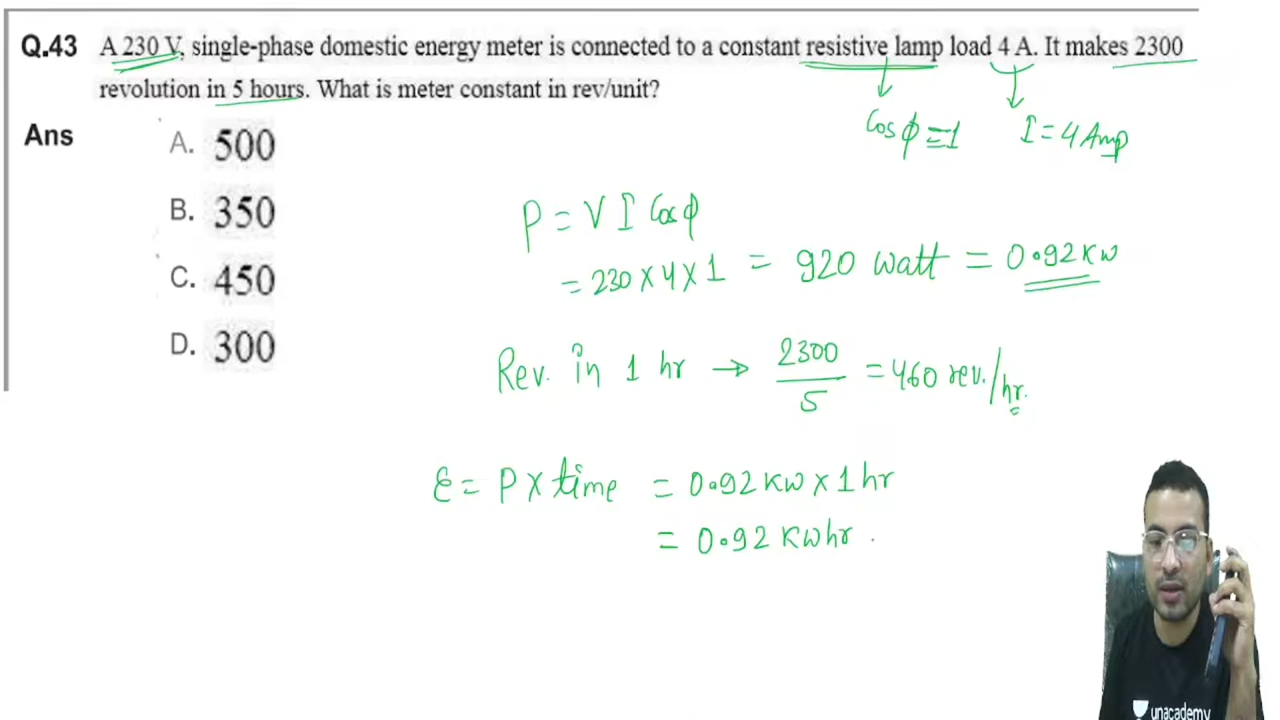 Q.43 A 230 V, single-phase domestic energy meter is connected to a constant resistive lamp load 4 A. It makes 2300
revolution in 5 hours. What is meter constant in rev/unit?
Ans
A. 500
B. 350
C. 450
D. 300
Cosφ=1
I=4 Amp
P = V I Cosφ
= 230×4×1 = 920 watt = 0.92 KW
Rev. in 1 hr → 2300/5 = 460 rev./hr.
E = P × time = 0.92 KW × 1 hr
= 0.92 KWhr.
unacademy